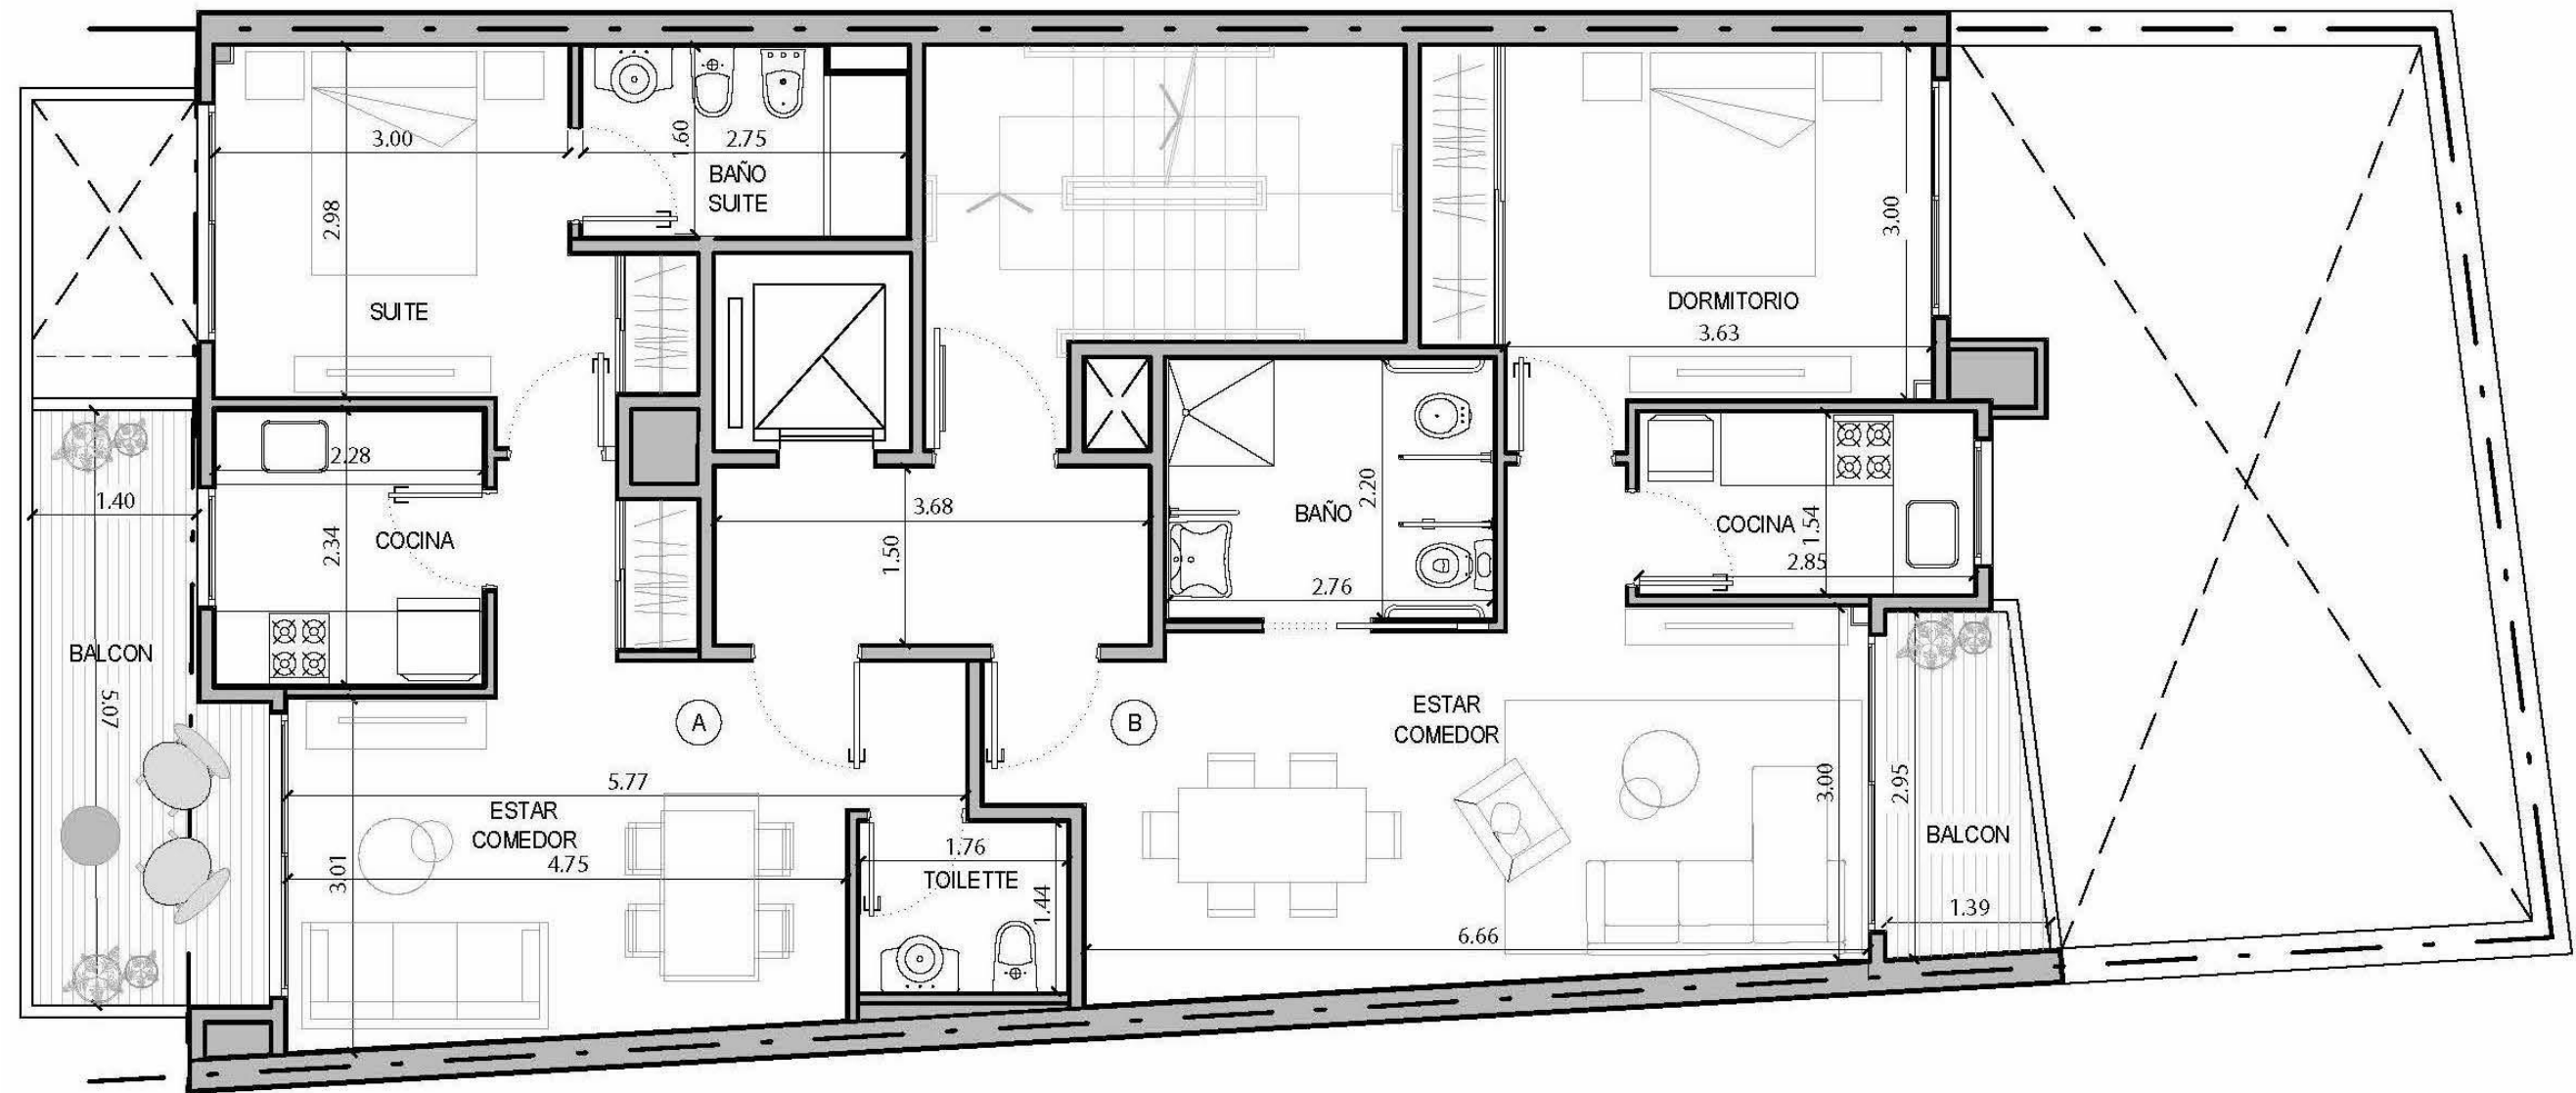 3.00
2.98
SUITE
1.60
2.75
BAÑO
SUITE
3.00
DORMITORIO
3.63
2.28
1.40
2.34
COCINA
3.68
1.50
BAÑO
2.20
2.76
COCINA
1.54
2.85
BALCON
5.07
A
B
ESTAR
COMEDOR
5.77
ESTAR
COMEDOR
4.75
3.01
1.76
TOILETTE
1.44
3.00
2.95
BALCON
1.39
6.66